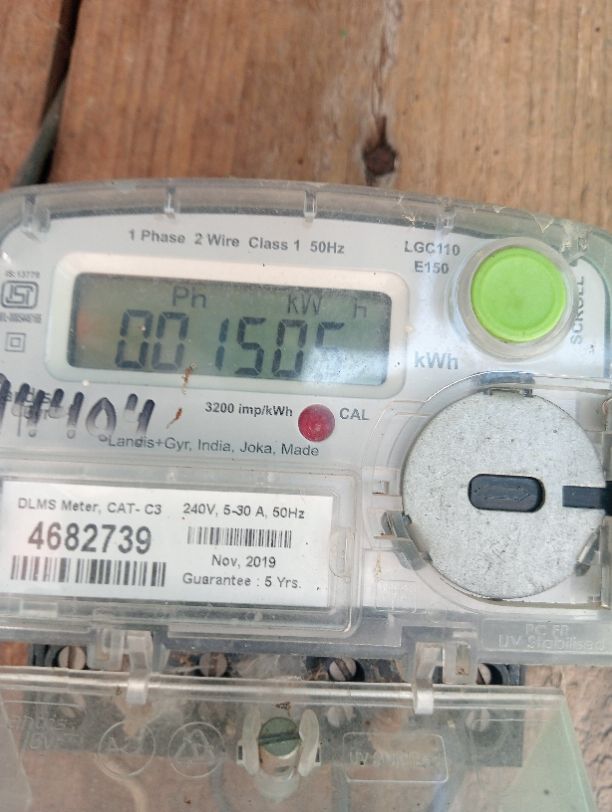 1 Phase 2 Wire Class 1 50Hz
LGC110
E150
IS:13779
Ph kW h
kWh
SCROLL
3200 imp/kWh
CAL
Landis+Gyr, India, Joka, Made
DLMS Meter, CAT- C3
240V, 5-30 A, 50Hz
4682739
Nov, 2019
Guarantee : 5 Yrs.
UV Stabilised